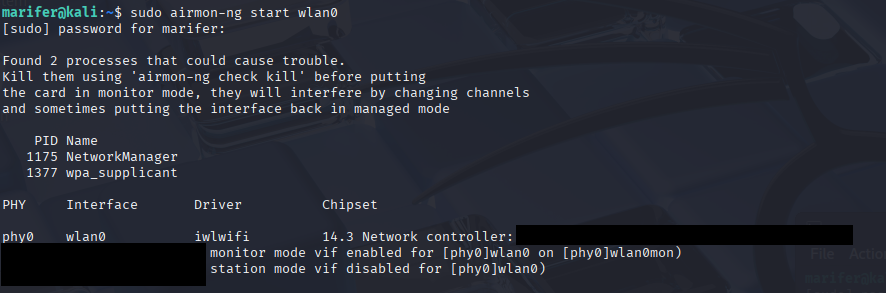 marifer@kali:~$ sudo airmon-ng start wlan0
[sudo] password for marifer:
Found 2 processes that could cause trouble.
Kill them using 'airmon-ng check kill' before putting
the card in monitor mode, they will interfere by changing channels
and sometimes putting the interface back in managed mode
PID Name
1175 NetworkManager
1377 wpa_supplicant
PHY Interface Driver Chipset
phy0 wlan0 iwlwifi 14.3 Network controller:
monitor mode vif enabled for [phy0]wlan0 on [phy0]wlan0mon)
station mode vif disabled for [phy0]wlan0)
File Actio
marifer@k